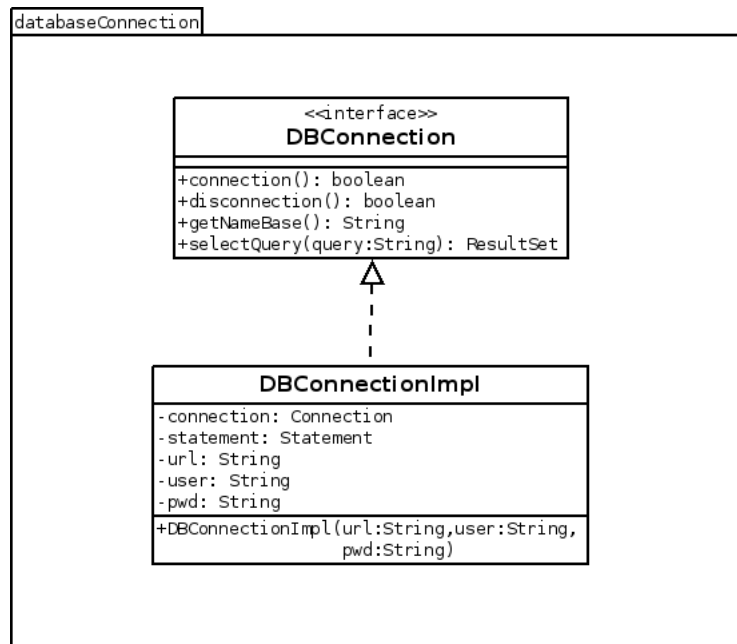 databaseConnection
<<interface>>
DBConnection
+connection(): boolean
+disconnection(): boolean
+getNameBase(): String
+selectQuery(query:String): ResultSet
DBConnectionImpl
-connection: Connection
-statement: Statement
-url: String
-user: String
-pwd: String
+DBConnectionImpl(url:String,user:String,
pwd:String)